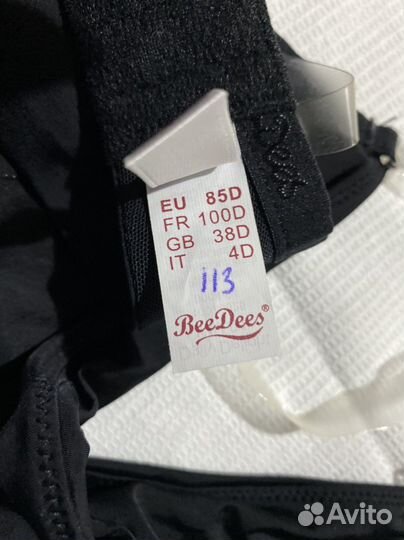 EU 85D
FR 100D
GB 38D
IT 4D
113
BeeDees®
Avito